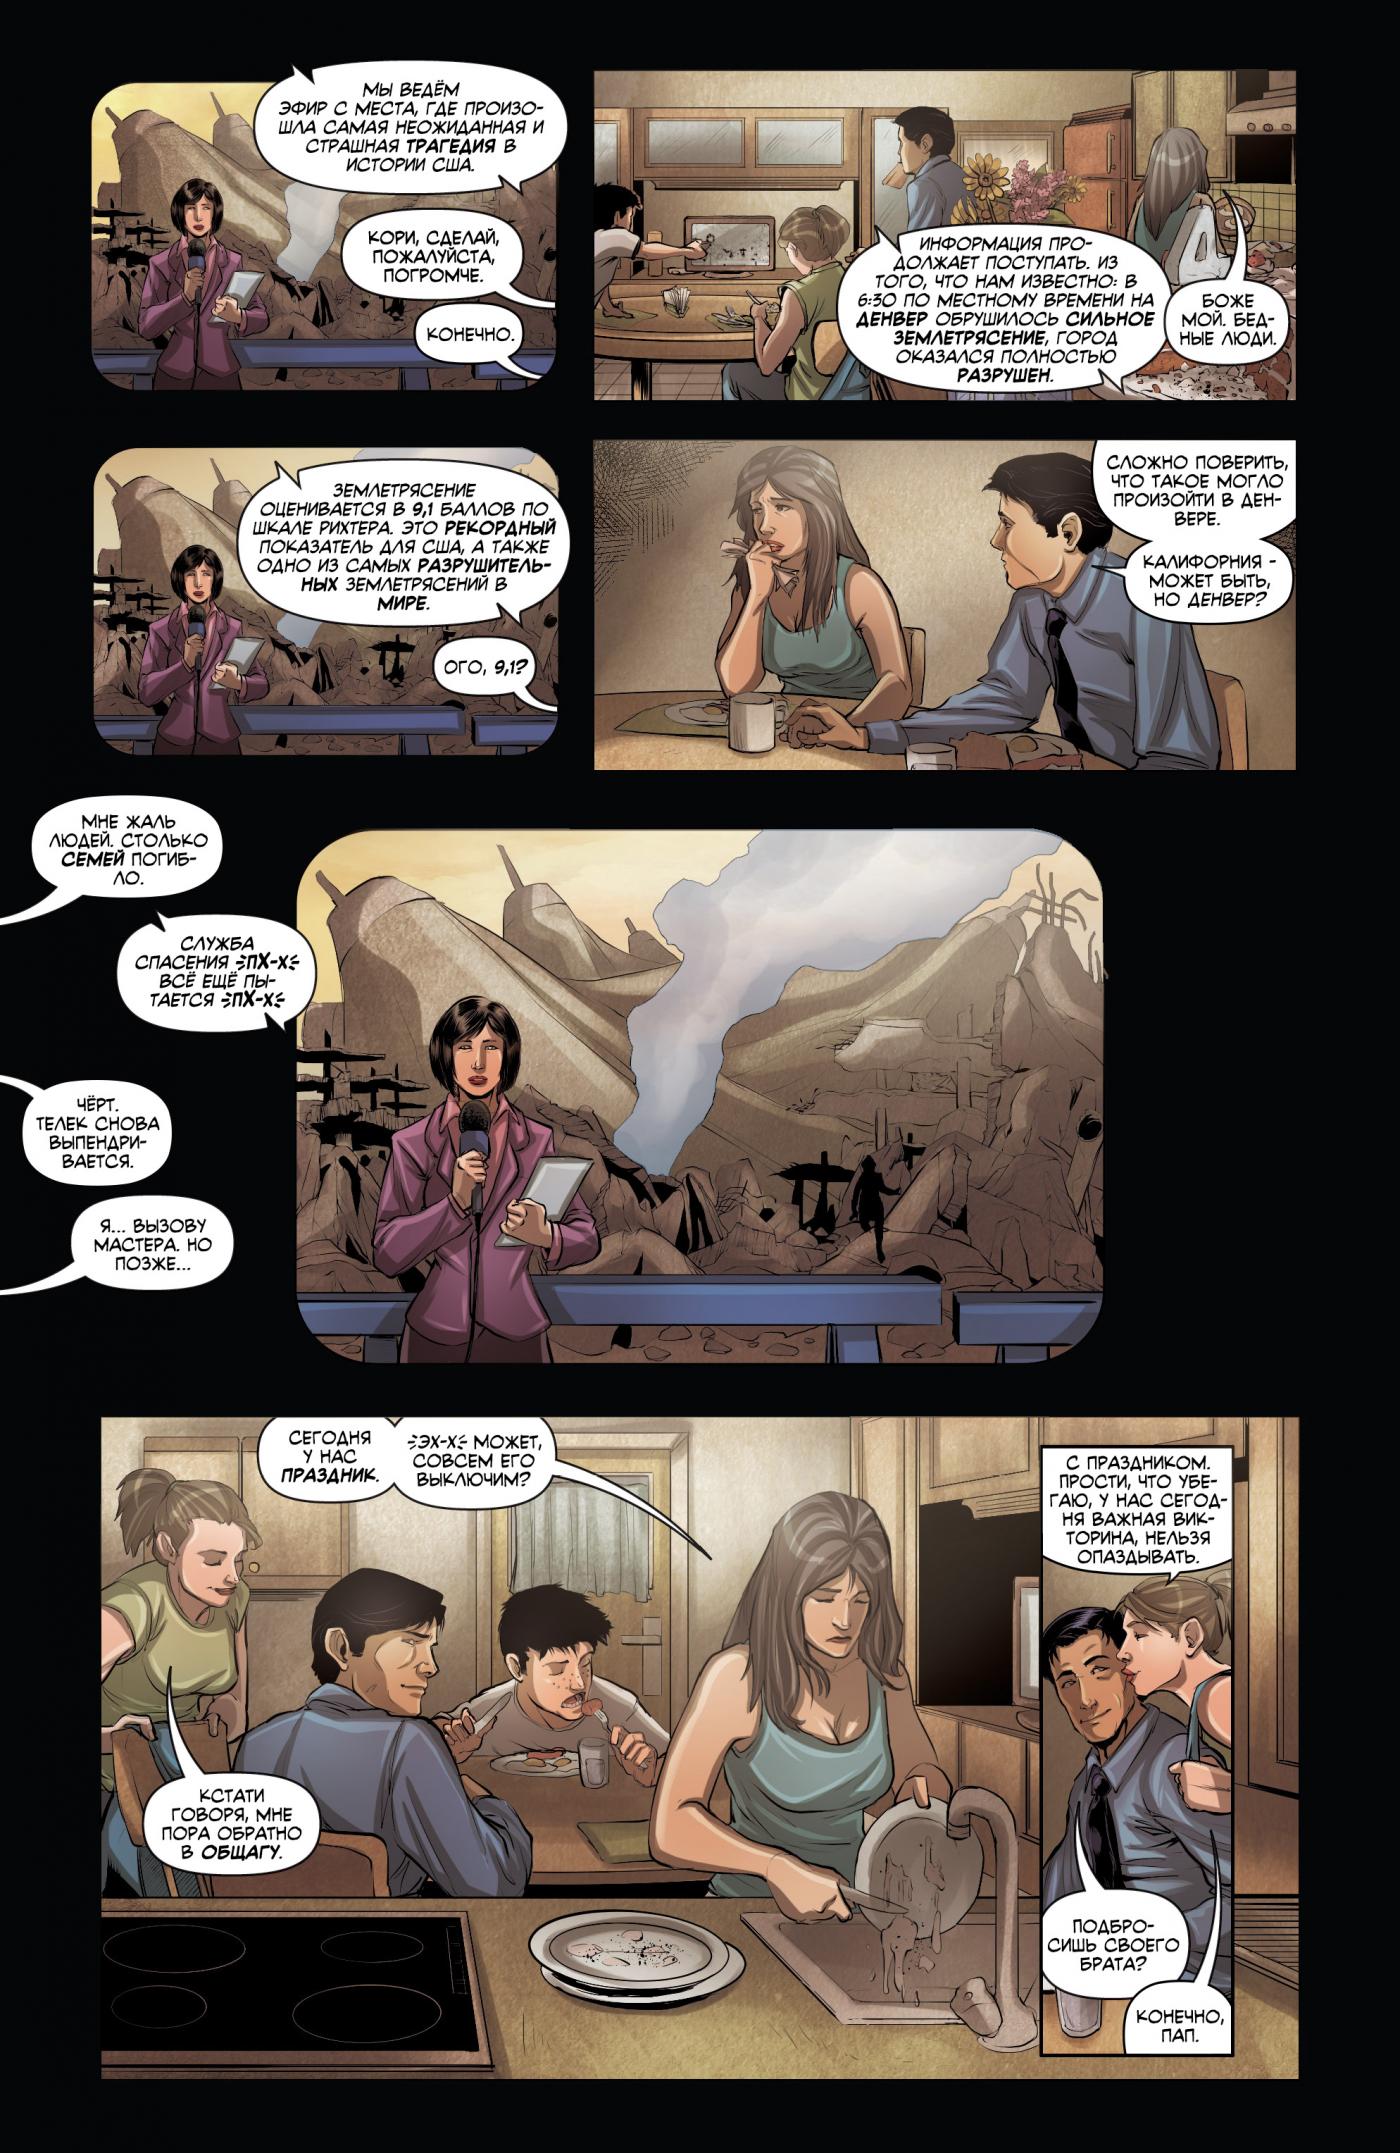 МЫ ВЕДЁМ
ЭФИР С МЕСТА, ГДЕ ПРОИЗО-
ШЛА САМАЯ НЕОЖИДАННАЯ И
СТРАШНАЯ ТРАГЕДИЯ В
ИСТОРИИ США.
КОРИ, СДЕЛАЙ,
ПОЖАЛУЙСТА,
ПОГРОМЧЕ.
КОНЕЧНО.
ИНФОРМАЦИЯ ПРО-
ДОЛЖАЕТ ПОСТУПАТЬ. ИЗ
ТОГО, ЧТО НАМ ИЗВЕСТНО: В
6:30 ПО МЕСТНОМУ ВРЕМЕНИ НА
ДЕНВЕР ОБРУШИЛОСЬ СИЛЬНОЕ
ЗЕМЛЕТРЯСЕНИЕ, ГОРОД
ОКАЗАЛСЯ ПОЛНОСТЬЮ
РАЗРУШЕН.
БОЖЕ
МОЙ. БЕД-
НЫЕ ЛЮДИ.
ЗЕМЛЕТРЯСЕНИЕ
ОЦЕНИВАЕТСЯ В 9,1 БАЛЛОВ ПО
ШКАЛЕ РИХТЕРА. ЭТО РЕКОРДНЫЙ
ПОКАЗАТЕЛЬ ДЛЯ США, А ТАКЖЕ
ОДНО ИЗ САМЫХ РАЗРУШИТЕЛЬ-
НЫХ ЗЕМЛЕТРЯСЕНИЙ В
МИРЕ.
ОГО, 9,1?
СЛОЖНО ПОВЕРИТЬ,
ЧТО ТАКОЕ МОГЛО
ПРОИЗОЙТИ В ДЕН-
ВЕРЕ.
КАЛИФОРНИЯ -
МОЖЕТ БЫТЬ,
НО ДЕНВЕР?
МНЕ ЖАЛЬ
ЛЮДЕЙ. СТОЛЬКО
СЕМЕЙ ПОГИБ-
ЛО.
СЛУЖБА
СПАСЕНИЯ ПХ-Х
ВСЁ ЕЩЁ ПЫ-
ТАЕТСЯ ПХ-Х
ЧЁРТ.
ТЕЛЕК СНОВА
ВЫПЕНДРИ-
ВАЕТСЯ.
Я... ВЫЗОВУ
МАСТЕРА. НО
ПОЗЖЕ...
СЕГОДНЯ
У НАС
ПРАЗДНИК.
ЭХ-Х МОЖЕТ,
СОВСЕМ ЕГО
ВЫКЛЮЧИМ?
КСТАТИ
ГОВОРЯ, МНЕ
ПОРА ОБРАТНО
В ОБЩАГУ.
С ПРАЗДНИКОМ.
ПРОСТИ, ЧТО УБЕ-
ГАЮ, У НАС СЕГОД-
НЯ ВАЖНАЯ ВИК-
ТОРИНА, НЕЛЬЗЯ
ОПАЗДЫВАТЬ.
ПОДБРО-
СИШЬ СВОЕГО
БРАТА?
КОНЕЧНО,
ПАП.